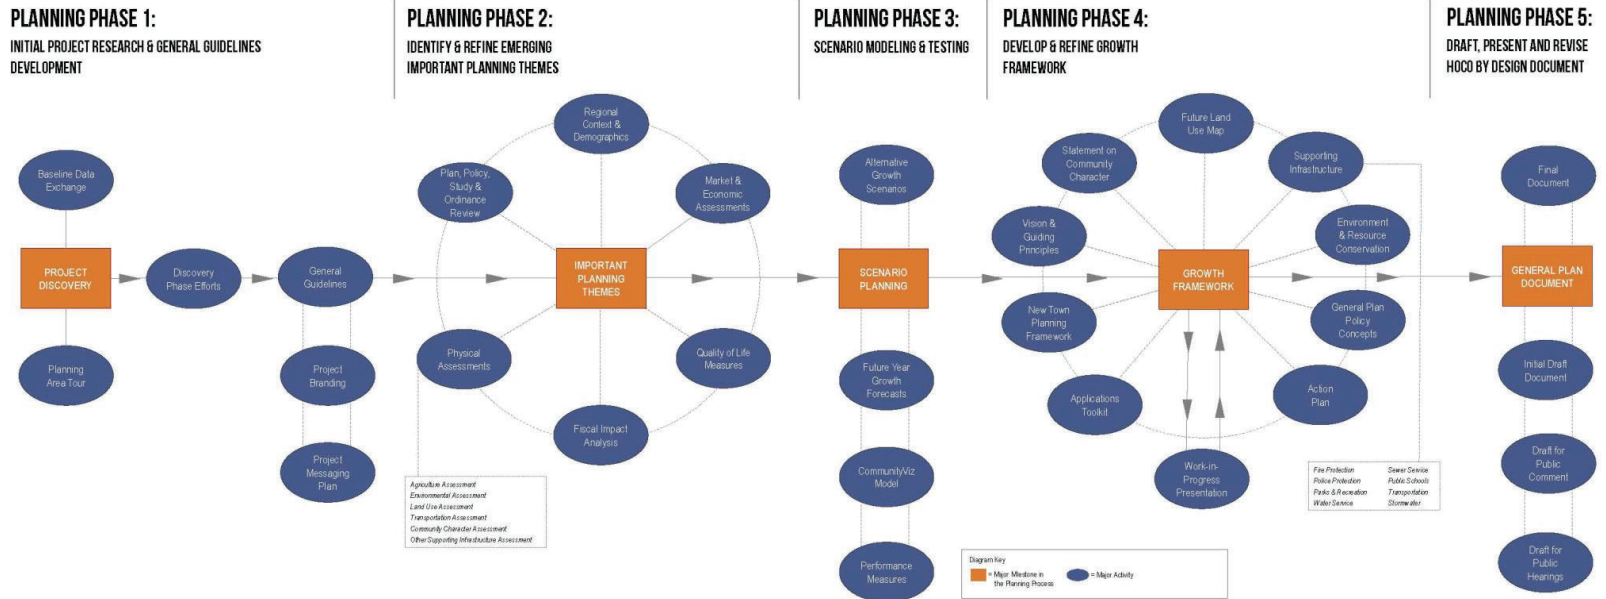 PLANNING PHASE 1:
INITIAL PROJECT RESEARCH & GENERAL GUIDELINES
DEVELOPMENT
Baseline Data
Exchange
PROJECT
DISCOVERY
Planning
Area Tour
Discovery
Phase Efforts
General
Guidelines
Project
Branding
Project
Messaging
Plan
PLANNING PHASE 2:
IDENTIFY & REFINE EMERGING
IMPORTANT PLANNING THEMES
Regional
Context &
Demographics
Plan, Policy,
Study &
Ordinance
Review
Market &
Economic
Assessments
IMPORTANT
PLANNING
THEMES
Physical
Assessments
Quality of Life
Measures
Fiscal Impact
Analysis
Agriculture Assessment
Environmental Assessment
Land Use Assessment
Transportation Assessment
Community Character Assessment
Other Supporting Infrastructure Assessment
PLANNING PHASE 3:
SCENARIO MODELING & TESTING
Alternative
Growth
Scenarios
SCENARIO
PLANNING
Future Year
Growth
Forecasts
CommunityViz
Model
Performance
Measures
PLANNING PHASE 4:
DEVELOP & REFINE GROWTH
FRAMEWORK
Future Land
Use Map
Statement on
Community
Character
Supporting
Infrastructure
Vision &
Guiding
Principles
Environment
& Resource
Conservation
GROWTH
FRAMEWORK
New Town
Planning
Framework
General Plan
Policy
Concepts
Applications
Toolkit
Action
Plan
Work-in-
Progress
Presentation
Fire Protection
Police Protection
Parks & Recreation
Water Service
Sewer Service
Public Schools
Transportation
Stormwater
Diagram Key
= Major Milestone in
the Planning Process
= Major Activity
PLANNING PHASE 5:
DRAFT, PRESENT AND REVISE
HOCO BY DESIGN DOCUMENT
Final
Document
GENERAL PLAN
DOCUMENT
Initial Draft
Document
Draft for
Public
Comment
Draft for
Public
Hearings